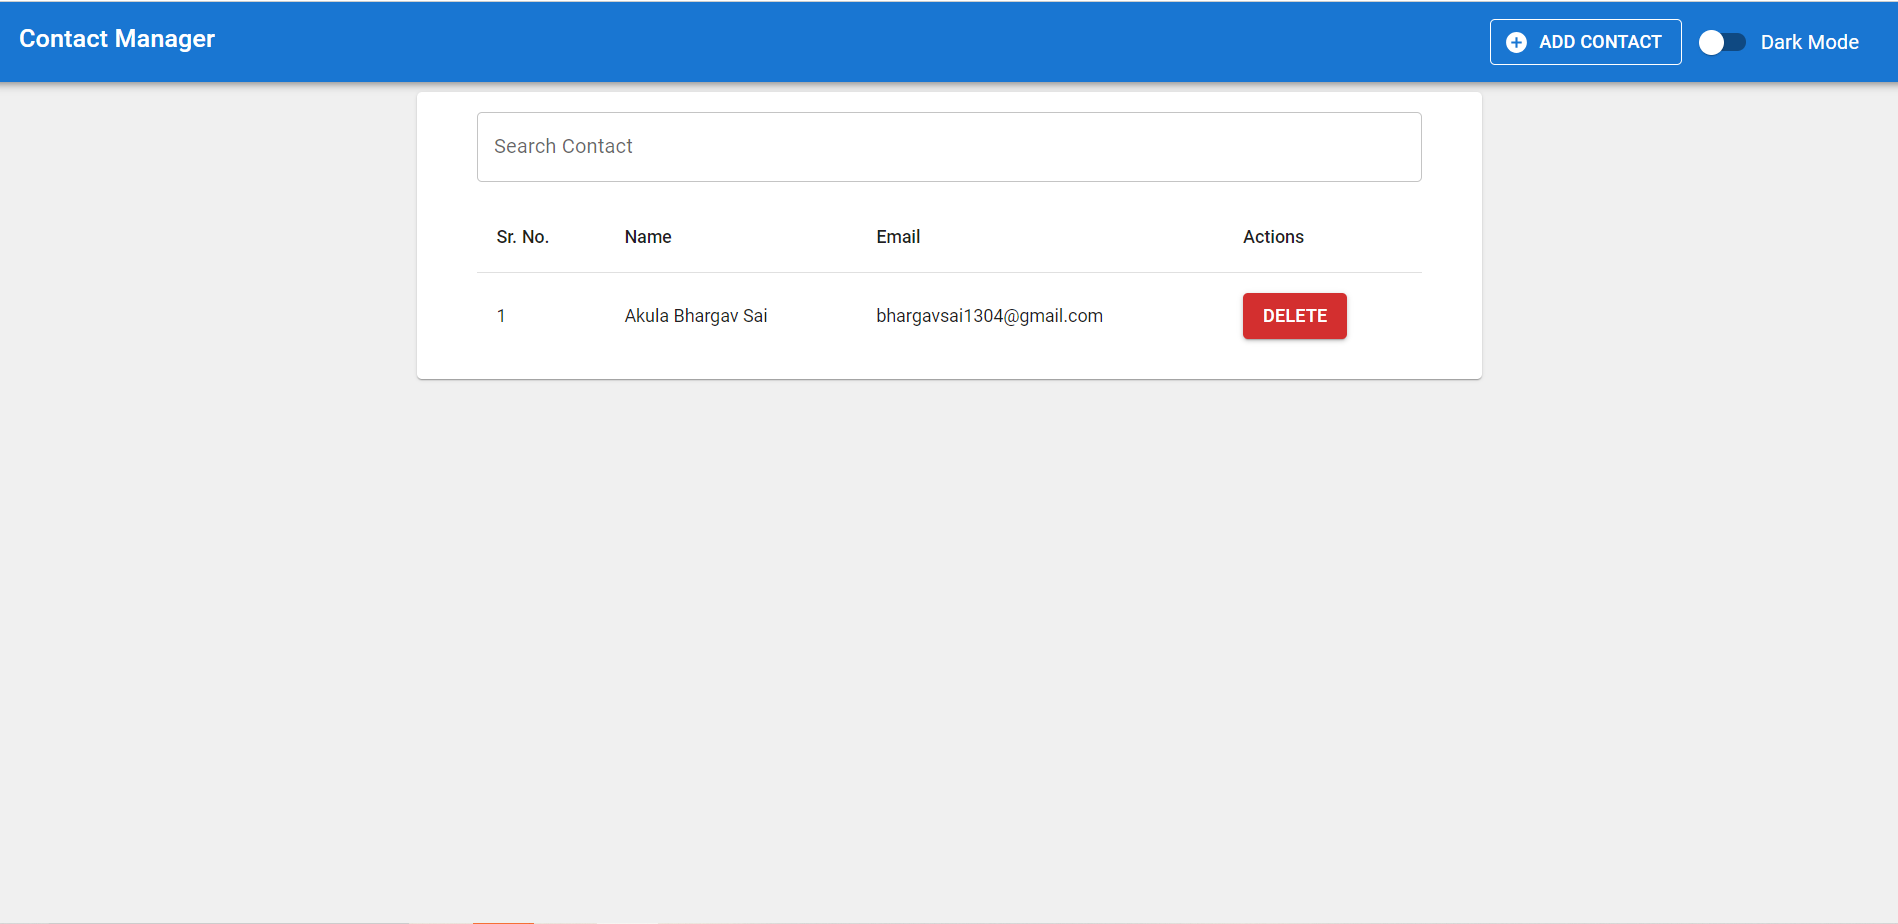 Contact Manager
ADD CONTACT
Dark Mode
Search Contact
Sr. No. Name Email Actions
1 Akula Bhargav Sai bhargavsai1304@gmail.com DELETE